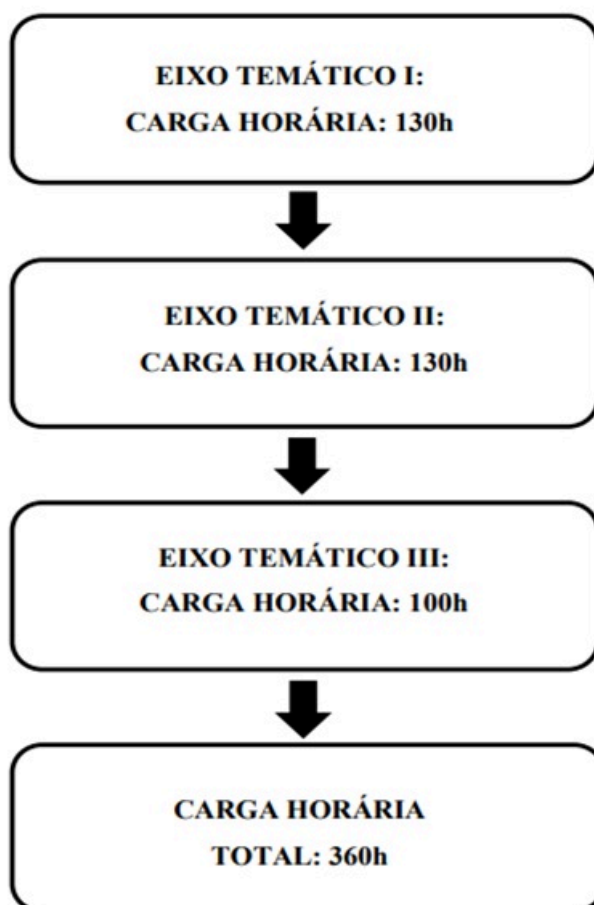 EIXO TEMÁTICO I:
CARGA HORÁRIA: 130h
EIXO TEMÁTICO II:
CARGA HORÁRIA: 130h
EIXO TEMÁTICO III:
CARGA HORÁRIA: 100h
CARGA HORÁRIA
TOTAL: 360h